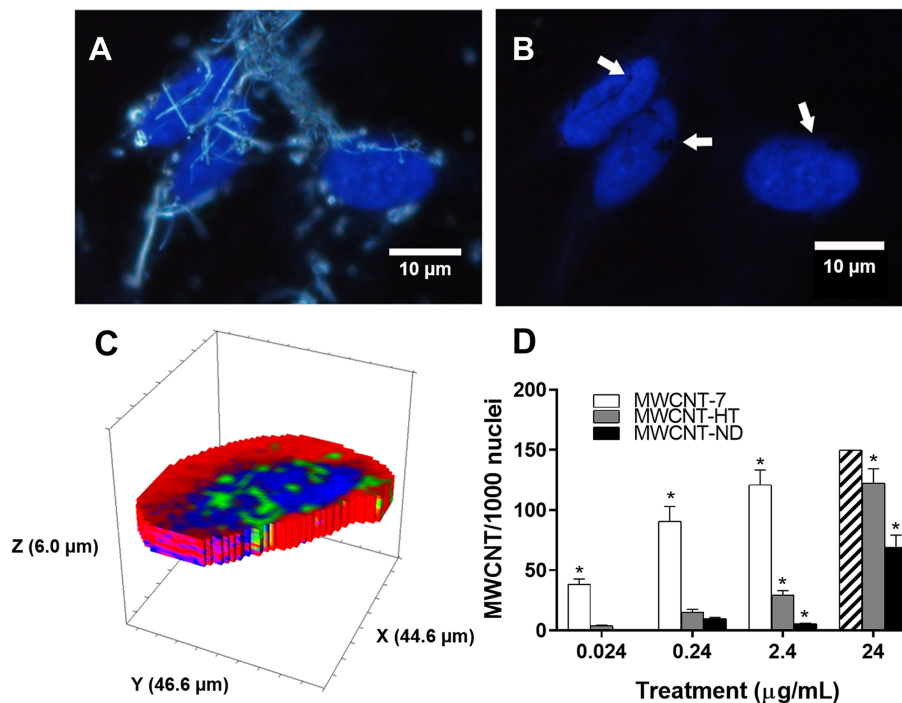 A
B
10 µm
10 µm
C
Z (6.0 µm)
Y (46.6 µm)
X (44.6 µm)
D
MWCNT/1000 nuclei
200
150
100
50
0
MWCNT-7
MWCNT-HT
MWCNT-ND
*
*
*
*
*
*
*
0.024
0.24
2.4
24
Treatment (µg/mL)